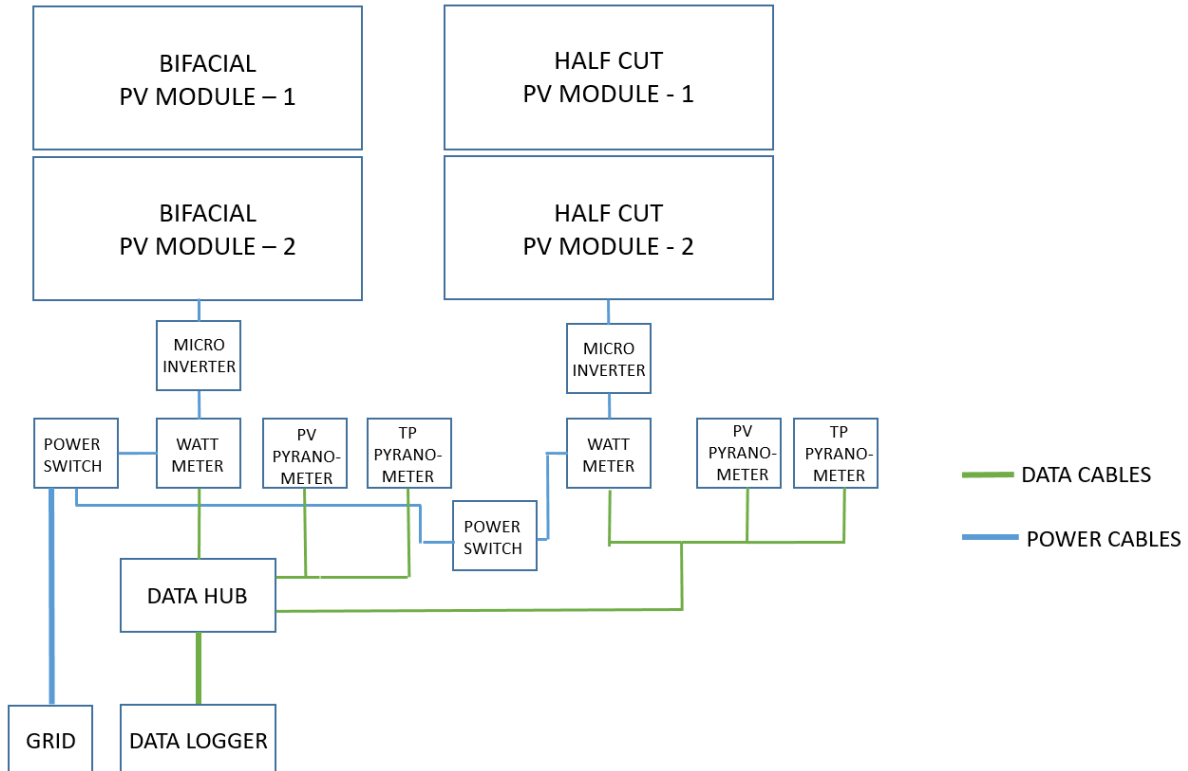 BIFACIAL
PV MODULE – 1
HALF CUT
PV MODULE - 1
BIFACIAL
PV MODULE – 2
HALF CUT
PV MODULE - 2
MICRO
INVERTER
MICRO
INVERTER
POWER
SWITCH
WATT
METER
PV
PYRANO-
METER
TP
PYRANO-
METER
WATT
METER
PV
PYRANO-
METER
TP
PYRANO-
METER
DATA CABLES
POWER
SWITCH
POWER CABLES
DATA HUB
GRID
DATA LOGGER